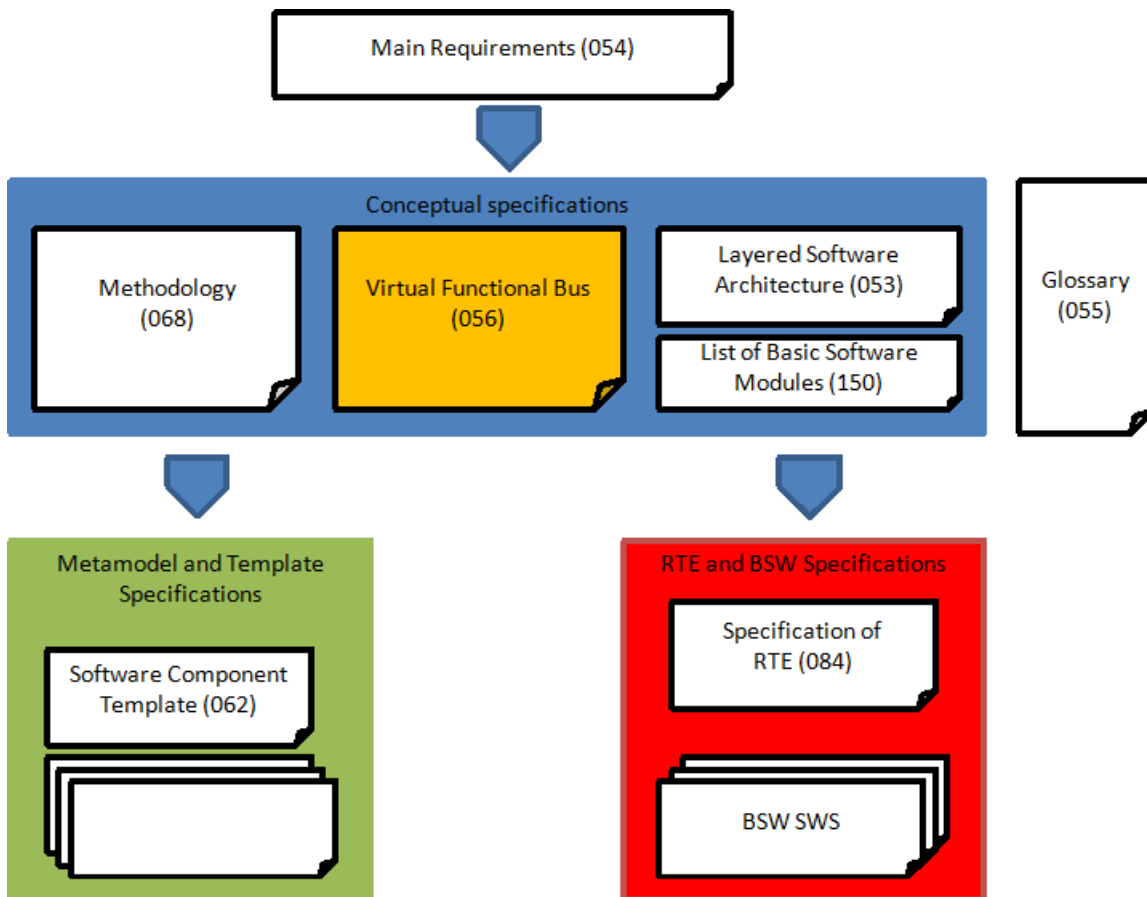 Main Requirements (054)
Conceptual specifications
Methodology
(068)
Virtual Functional Bus
(056)
Layered Software
Architecture (053)
List of Basic Software
Modules (150)
Glossary
(055)
Metamodel and Template
Specifications
Software Component
Template (062)
RTE and BSW Specifications
Specification of
RTE (084)
BSW SWS